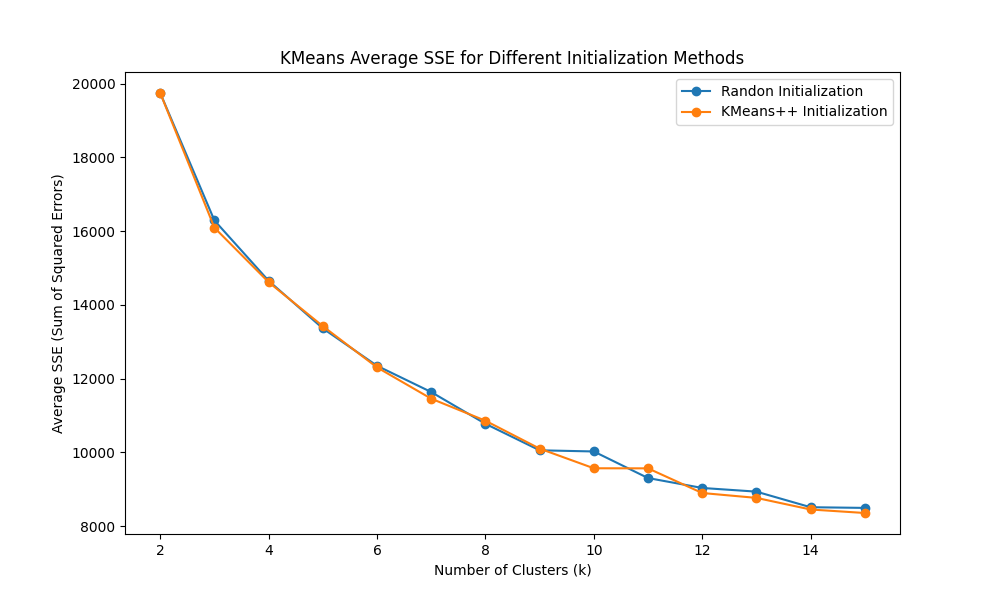 KMeans Average SSE for Different Initialization Methods
Randon Initialization
KMeans++ Initialization
Average SSE (Sum of Squared Errors)
20000
18000
16000
14000
12000
10000
8000
2 4 6 8 10 12 14
Number of Clusters (k)